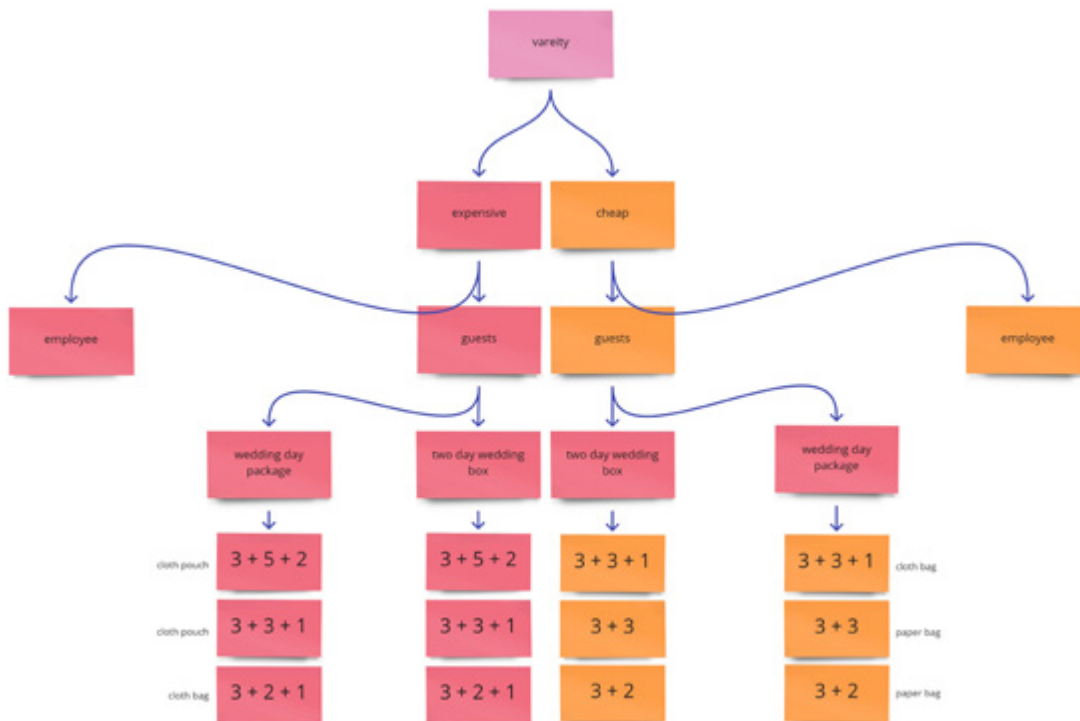 vareity
expensive
cheap
employee
guests
guests
employee
wedding day
package
two day wedding
box
two day wedding
box
wedding day
package
cloth pouch
3 + 5 + 2
3 + 5 + 2
3 + 3 + 1
3 + 3 + 1
cloth bag
cloth pouch
3 + 3 + 1
3 + 3 + 1
3 + 3
3 + 3
paper bag
cloth bag
3 + 2 + 1
3 + 2 + 1
3 + 2
3 + 2
paper bag